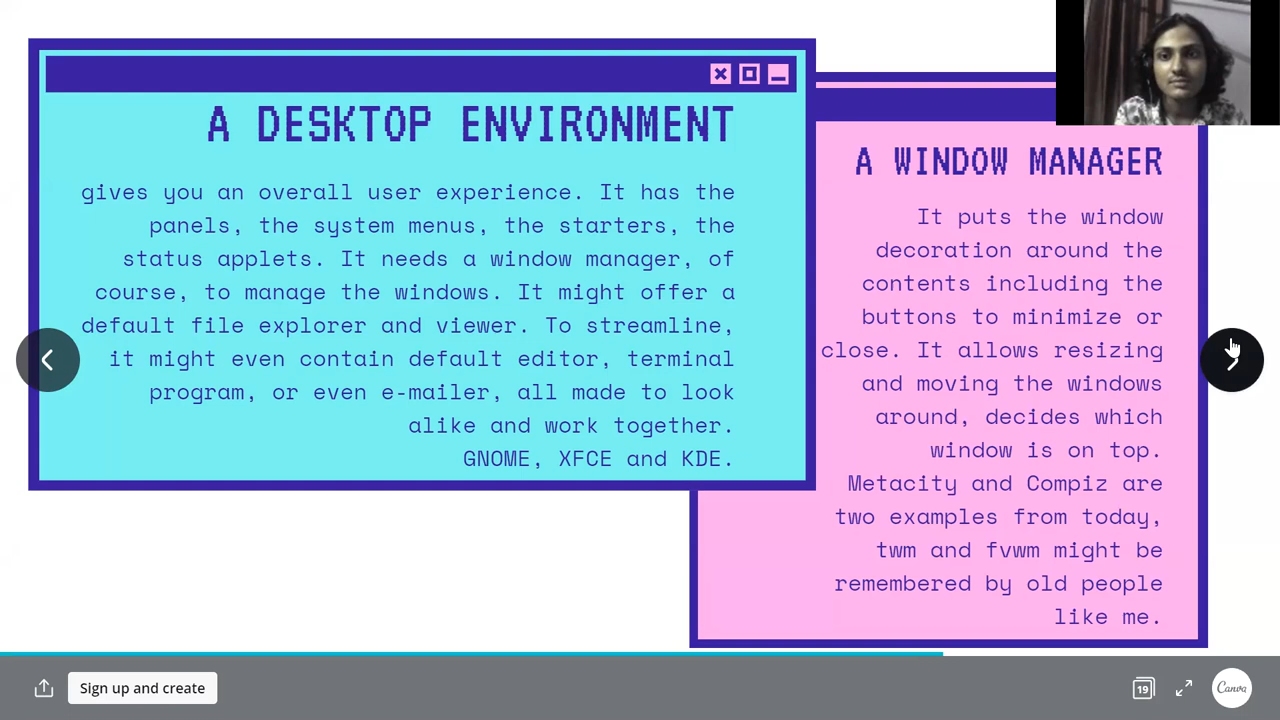 A DESKTOP ENVIRONMENT
gives you an overall user experience. It has the
panels, the system menus, the starters, the
status applets. It needs a window manager, of
course, to manage the windows. It might offer a
default file explorer and viewer. To streamline,
it might even contain default editor, terminal
program, or even e-mailer, all made to look
alike and work together.
GNOME, XFCE and KDE.
A WINDOW MANAGER
It puts the window
decoration around the
contents including the
buttons to minimize or
close. It allows resizing
and moving the windows
around, decides which
window is on top.
Metacity and Compiz are
two examples from today,
twm and fvwm might be
remembered by old people
like me.
Sign up and create
19
Canva